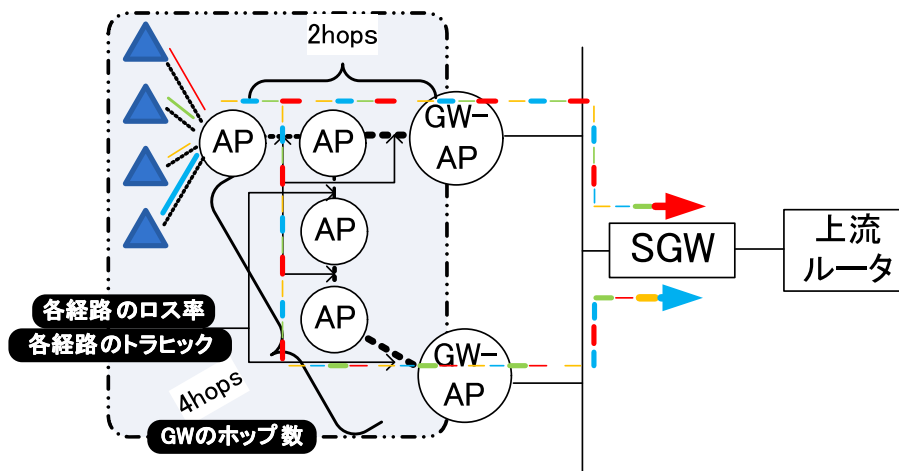 2hops
AP
AP
GW-
AP
AP
AP
GW-
AP
SGW
上流
ルータ
各経路のロス率
各経路のトラヒック
4hops
GWのホップ数